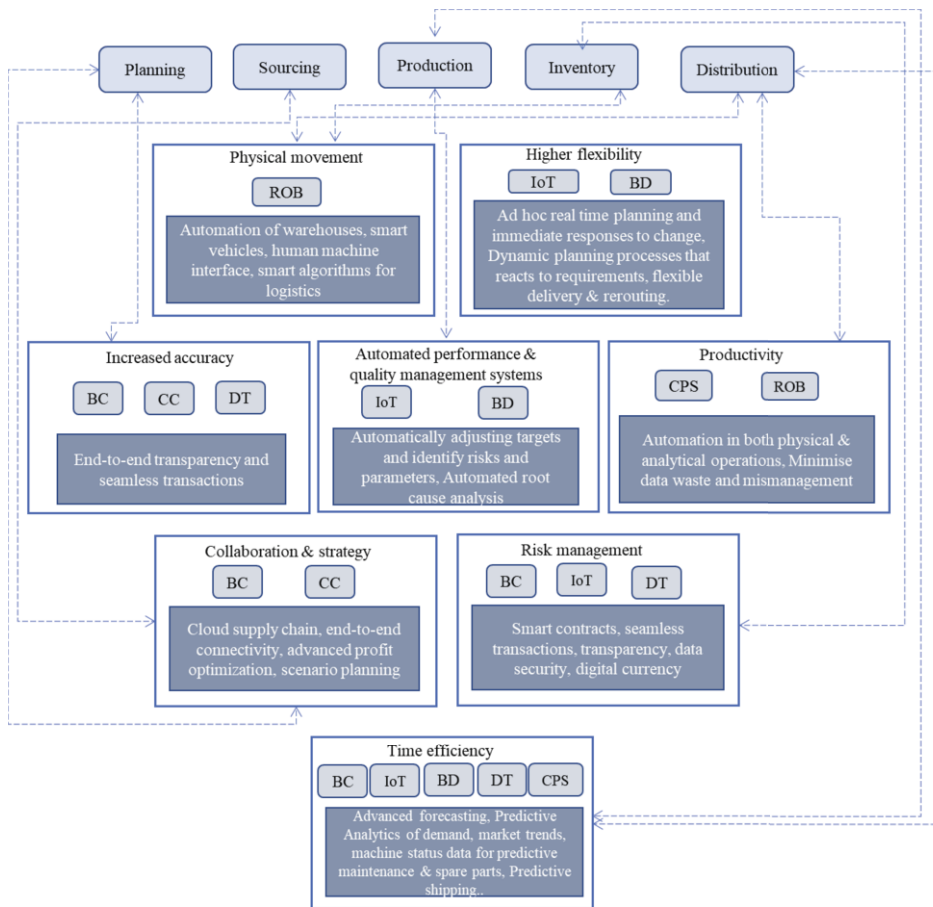 Planning
Sourcing
Production
Inventory
Distribution
Physical movement
ROB
Automation of warehouses, smart
vehicles, human machine
interface, smart algorithms for
logistics
Higher flexibility
IoT
BD
Ad hoc real time planning and
immediate responses to change,
Dynamic planning processes that
reacts to requirements, flexible
delivery & rerouting.
Increased accuracy
BC
CC
DT
End-to-end transparency and
seamless transactions
Automated performance &
quality management systems
IoT
BD
Automatically adjusting targets
and identify risks and
parameters, Automated root
cause analysis
Productivity
CPS
ROB
Automation in both physical &
analytical operations, Minimise
data waste and mismanagement
Collaboration & strategy
BC
CC
Cloud supply chain, end-to-end
connectivity, advanced profit
optimization, scenario planning
Risk management
BC
IoT
DT
Smart contracts, seamless
transactions, transparency, data
security, digital currency
Time efficiency
BC
IoT
BD
DT
CPS
Advanced forecasting, Predictive
Analytics of demand, market trends,
machine status data for predictive
maintenance & spare parts, Predictive
shipping..